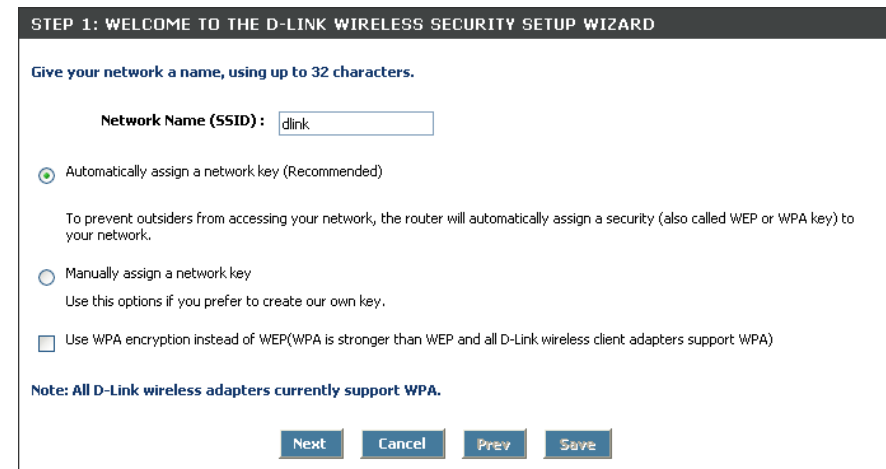 STEP 1: WELCOME TO THE D-LINK WIRELESS SECURITY SETUP WIZARD
Give your network a name, using up to 32 characters.
Network Name (SSID) : dlink
Automatically assign a network key (Recommended)
To prevent outsiders from accessing your network, the router will automatically assign a security (also called WEP or WPA key) to
your network.
Manually assign a network key
Use this options if you prefer to create our own key.
Use WPA encryption instead of WEP(WPA is stronger than WEP and all D-Link wireless client adapters support WPA)
Note: All D-Link wireless adapters currently support WPA.
Next Cancel Prev Save